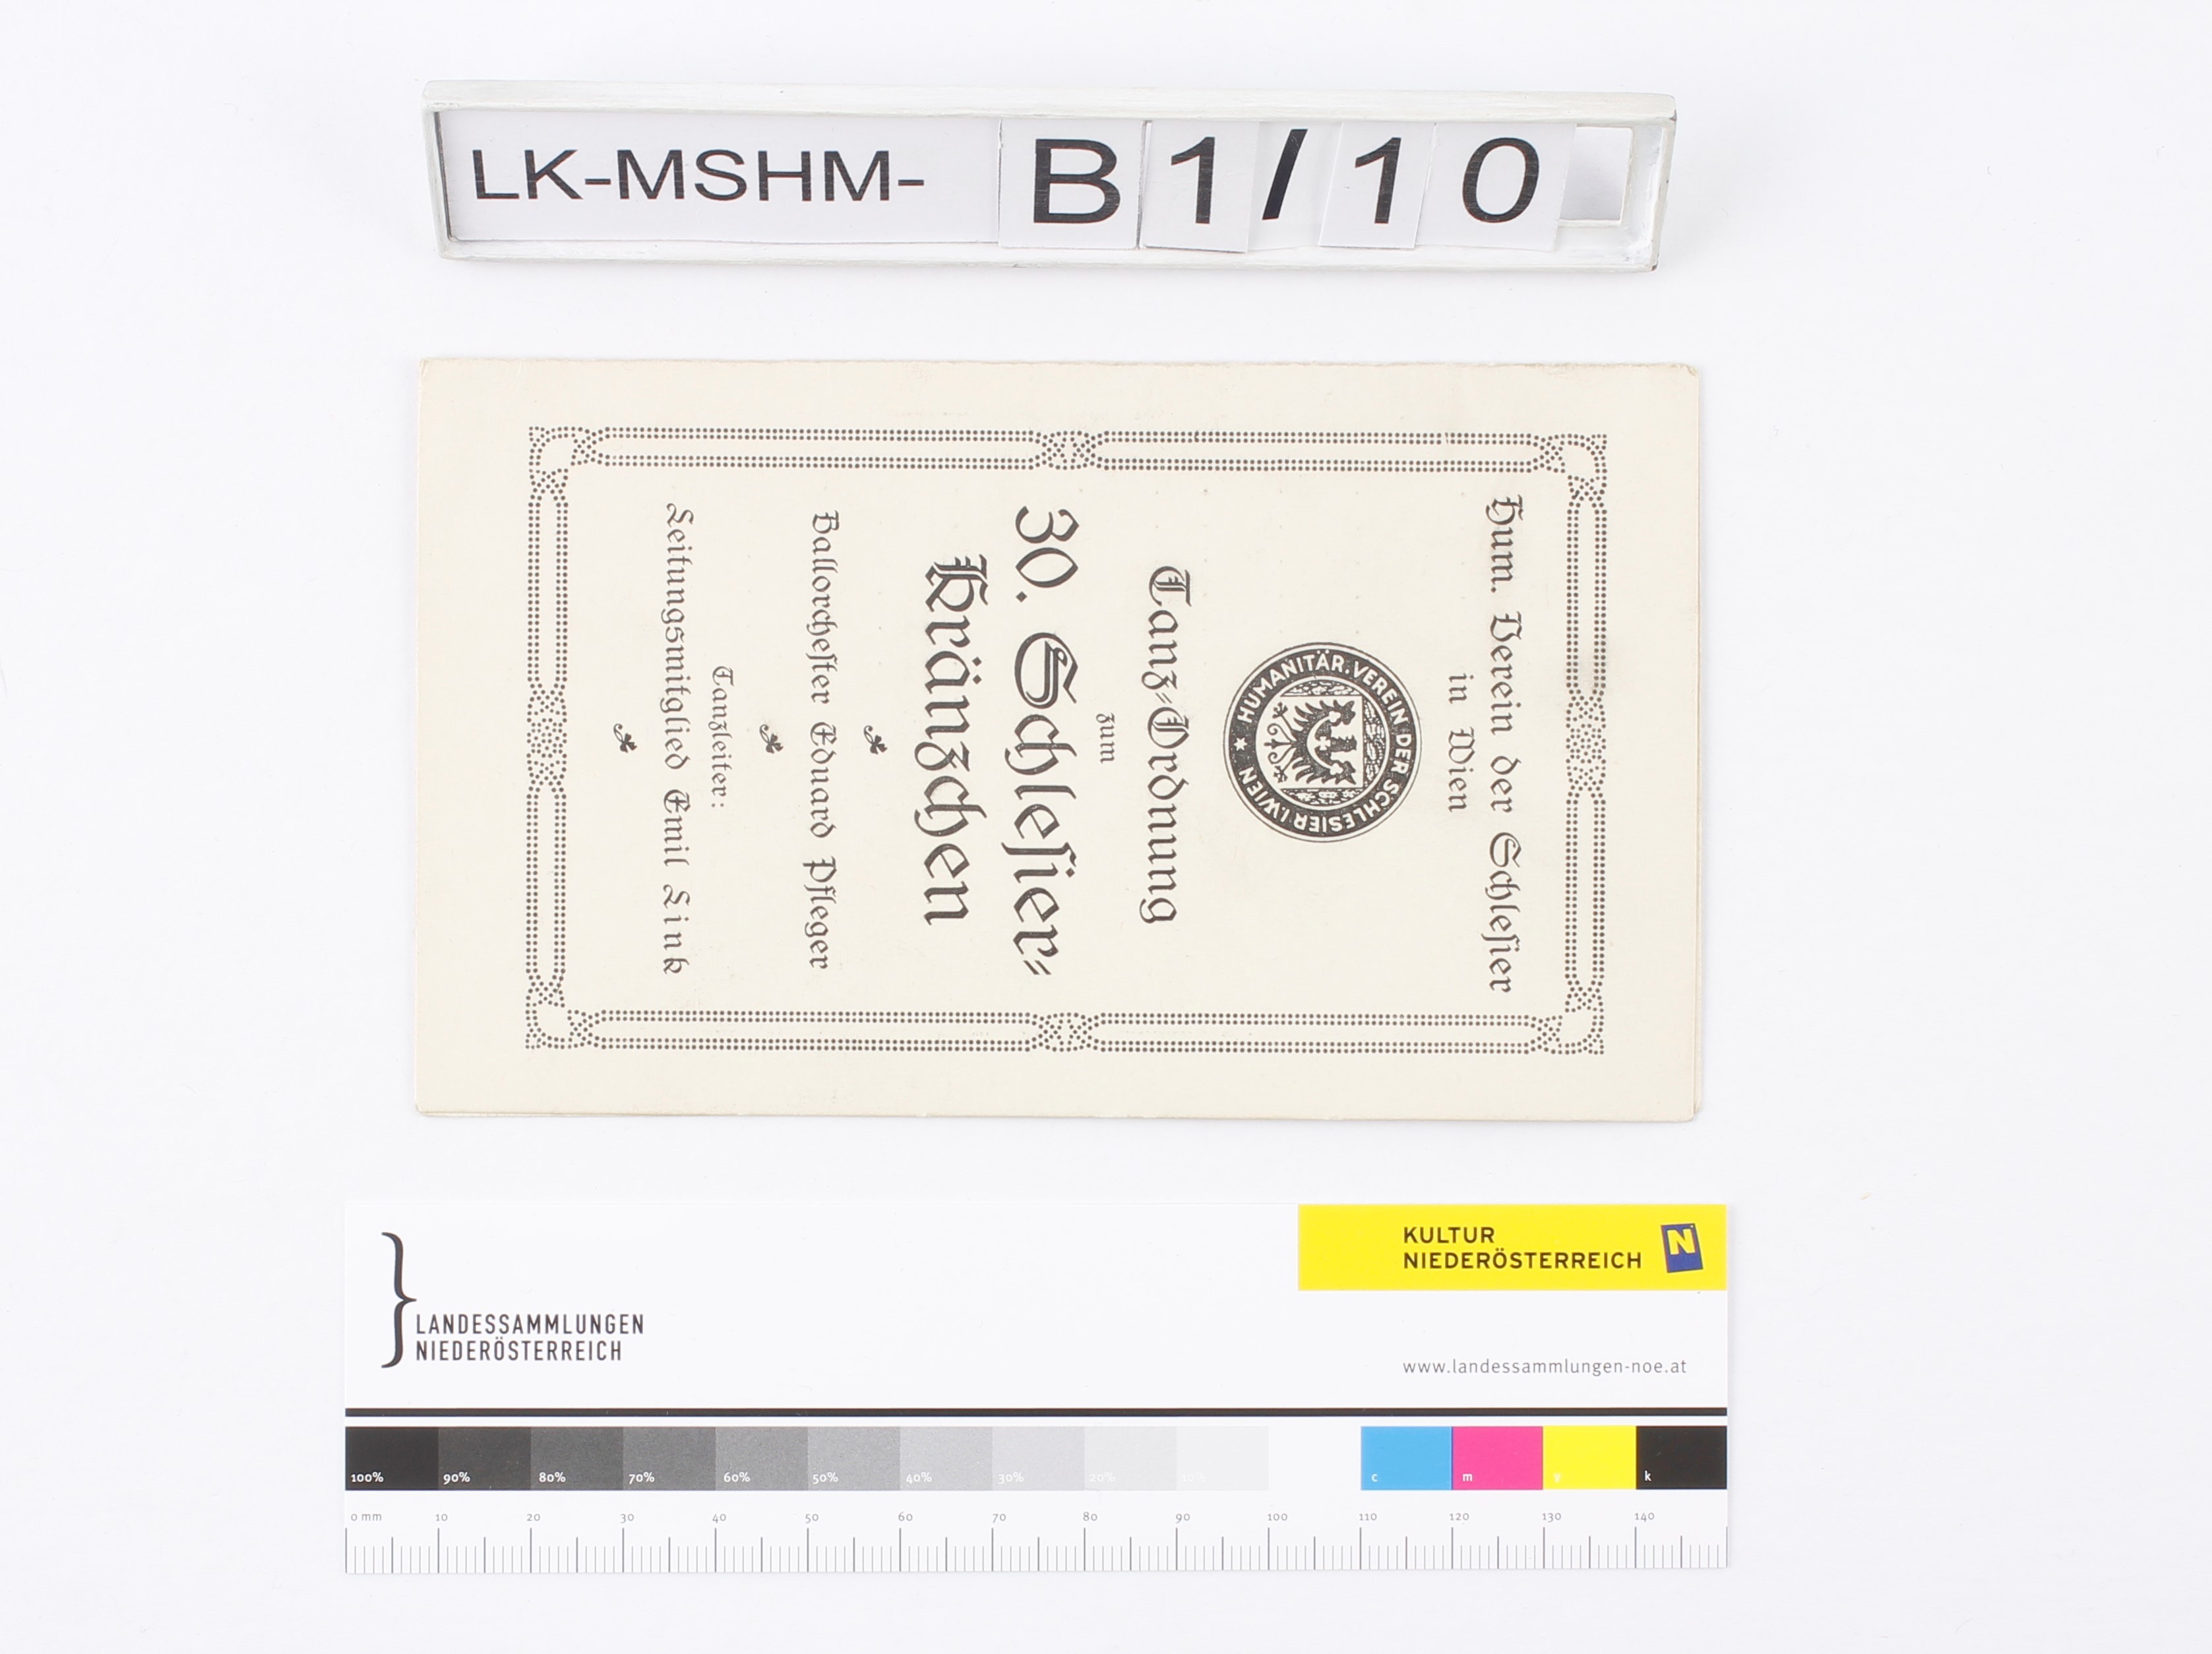 LK-MSHM- B1/10
Hum. Verein der Schlesier
in Wien
HUMANITÄR. VEREIN DER SCHLESIER I. WIEN
Tanz-Ordnung
zum
30. Schlesier-
Kränzchen
Ballorchester Eduard Pfleger
Tanzleiter:
Leitungsmitglied Emil Link
KULTUR
NIEDERÖSTERREICH
N
LANDESSAMMLUNGEN
NIEDERÖSTERREICH
www.landessammlungen-noe.at
100% 90% 80% 70% 60% 50% 40% 30% 20% 10% c m y k
0 mm 10 20 30 40 50 60 70 80 90 100 110 120 130 140